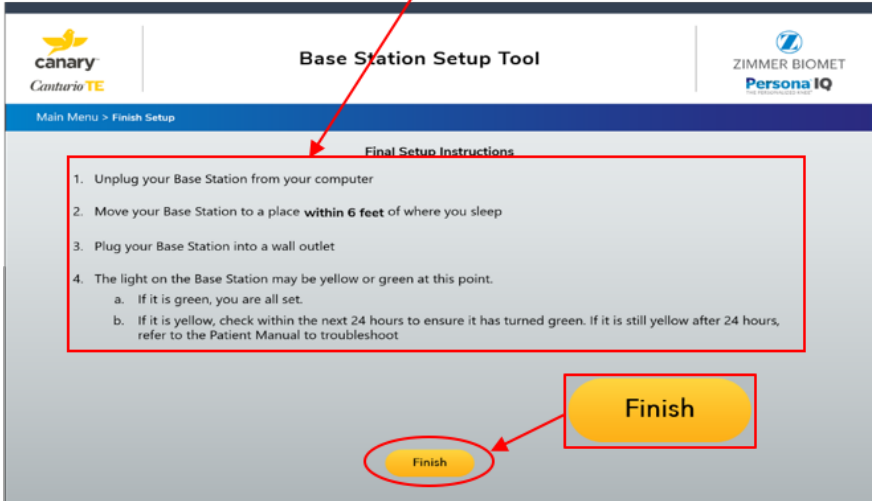 canary
Canturio TE
Base Station Setup Tool
ZIMMER BIOMET
Persona IQ
THE PERSONALIZED KNEE
Main Menu > Finish Setup
Final Setup Instructions
1. Unplug your Base Station from your computer
2. Move your Base Station to a place within 6 feet of where you sleep
3. Plug your Base Station into a wall outlet
4. The light on the Base Station may be yellow or green at this point.
a. If it is green, you are all set.
b. If it is yellow, check within the next 24 hours to ensure it has turned green. If it is still yellow after 24 hours,
refer to the Patient Manual to troubleshoot
Finish
Finish